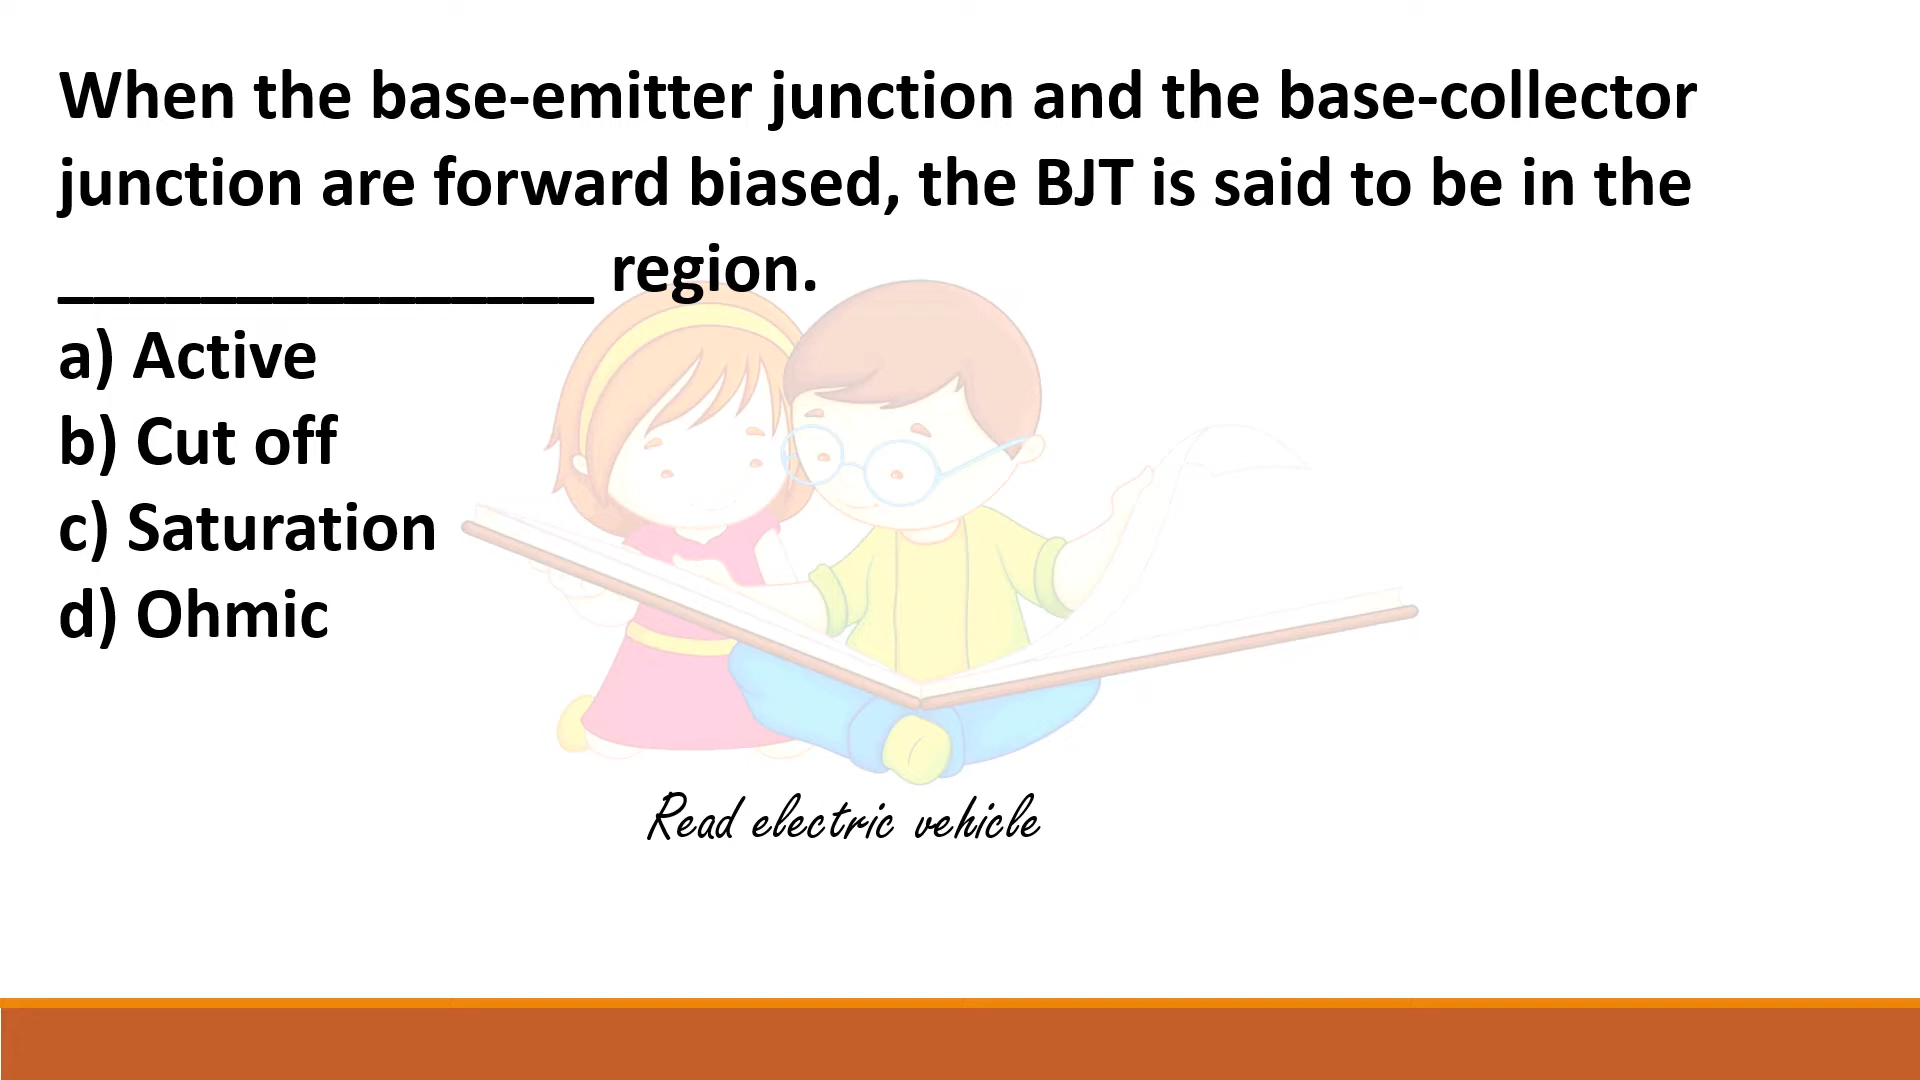 When the base-emitter junction and the base-collector
junction are forward biased, the BJT is said to be in the
_______________ region.
a) Active
b) Cut off
c) Saturation
d) Ohmic
Read electric vehicle